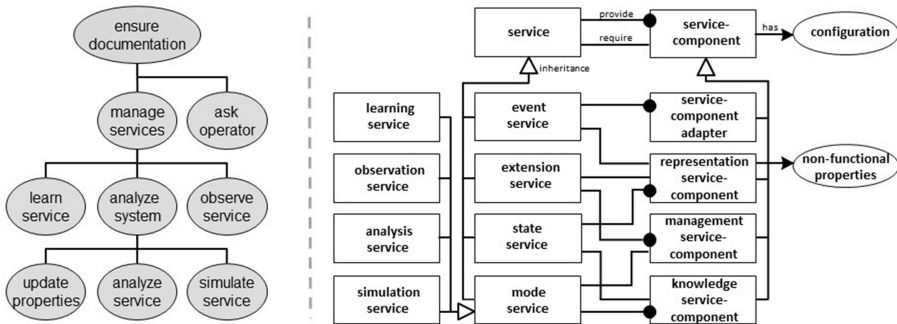 ensure
documentation
manage
services
ask
operator
learn
service
analyze
system
observe
service
update
properties
analyze
service
simulate
service
service
provide
require
service-
component
has
configuration
inheritance
learning
service
event
service
service-
component
adapter
observation
service
extension
service
representation
service-
component
non-functional
properties
analysis
service
state
service
management
service-
component
simulation
service
mode
service
knowledge
service-
component